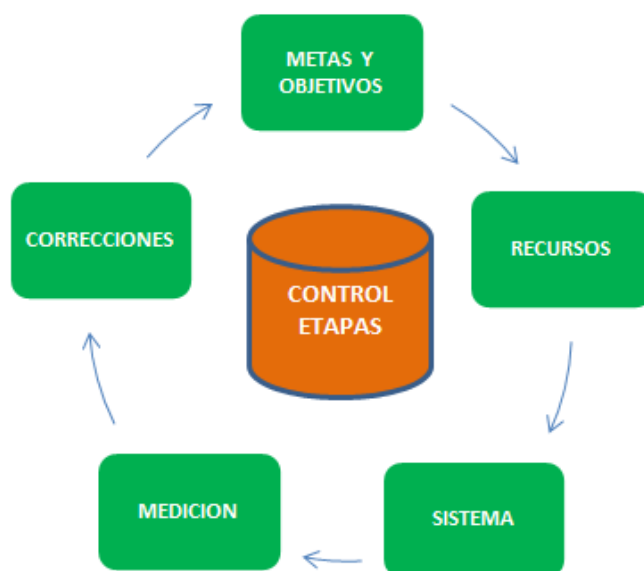 METAS Y
OBJETIVOS
RECURSOS
SISTEMA
MEDICION
CORRECCIONES
CONTROL
ETAPAS